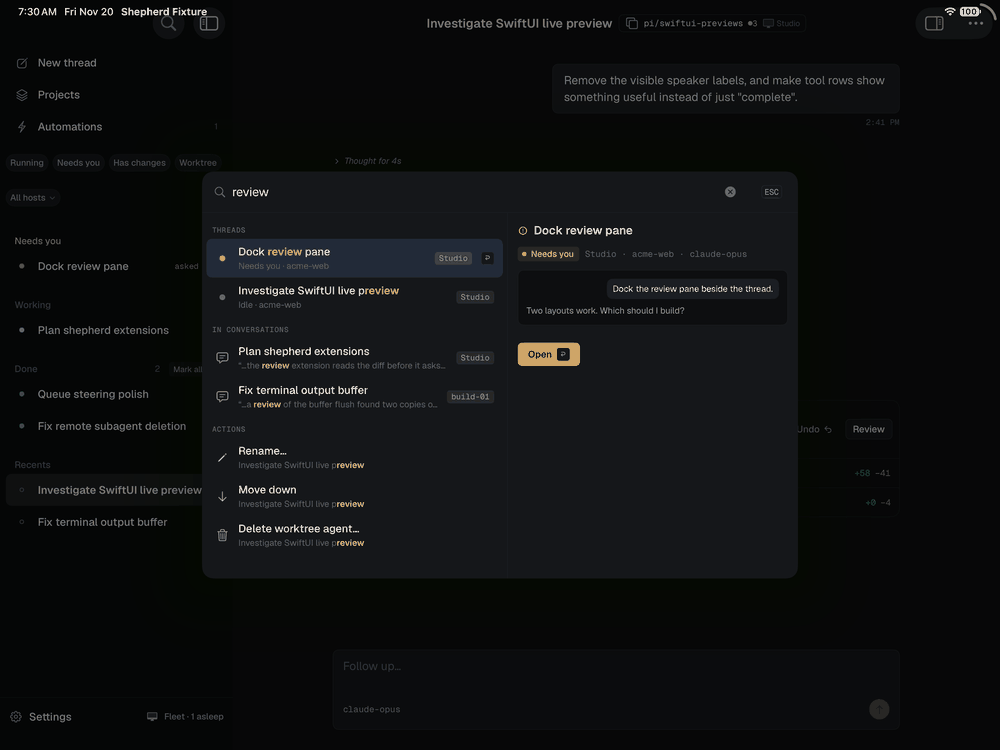 7:30 AM Fri Nov 20 Shepherd Fixture
100
Investigate SwiftUI live preview
pi/swiftui-previews
3
Studio
New thread
Projects
Automations
1
Running
Needs you
Has changes
Worktree
All hosts
Needs you
Dock review pane
asked
Working
Plan shepherd extensions
Done
2
Mark all
Queue steering polish
Fix remote subagent deletion
Recents
Investigate SwiftUI live preview
Fix terminal output buffer
Settings
Fleet · 1 asleep
Remove the visible speaker labels, and make tool rows show
something useful instead of just "complete".
2:41 PM
Thought for 4s
review
ESC
THREADS
Dock review pane
Needs you · acme-web
Studio
Investigate SwiftUI live preview
Idle · acme-web
Studio
IN CONVERSATIONS
Plan shepherd extensions
"…the review extension reads the diff before it asks…
Studio
Fix terminal output buffer
"…a review of the buffer flush found two copies o…
build-01
ACTIONS
Rename…
Investigate SwiftUI live preview
Move down
Investigate SwiftUI live preview
Delete worktree agent…
Investigate SwiftUI live preview
Dock review pane
Needs you
Studio · acme-web · claude-opus
Dock the review pane beside the thread.
Two layouts work. Which should I build?
Open
Undo
Review
+58 −41
+0 −4
Follow up…
claude-opus